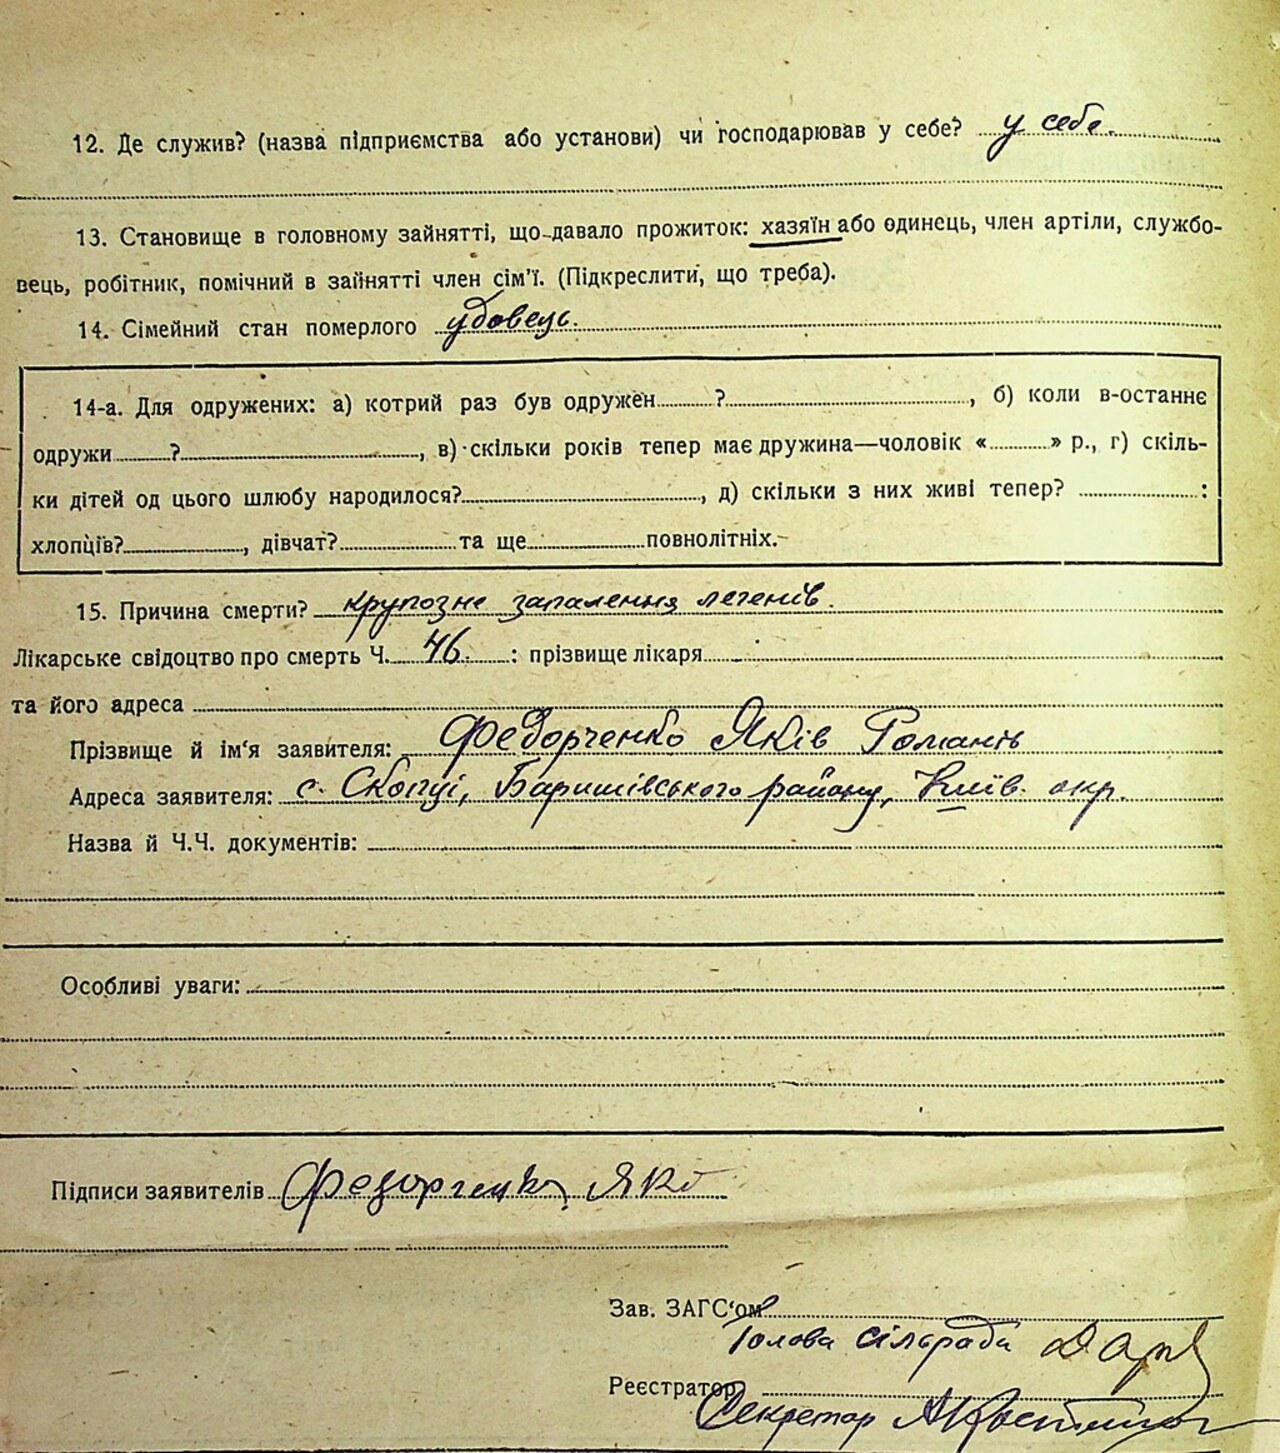 12. Де служив? (назва підприємства або установи) чи господарював у себе? у себе.
13. Становище в головному зайнятті, що давало прожиток: хазяїн або одинець, член артіли, службо-
вець, робітник, помічний в зайнятті член сім'ї. (Підкреслити, що треба).
14. Сімейний стан померлого удовець.
14-а. Для одружених: а) котрий раз був одружен ? , б) коли в-останнє
одружи ? , в) скільки років тепер має дружина—чоловік « » р., г) скіль-
ки дітей од цього шлюбу народилося? , д) скільки з них живі тепер? :
хлопців? , дівчат? та ще повнолітніх.
15. Причина смерти? крупозне запалення легенів.
Лікарське свідоцтво про смерть Ч. 46. : прізвище лікаря
та його адреса
Прізвище й ім'я заявителя: Федорченко Яків Романів
Адреса заявителя: с. Скопці, Баришівського району, Київ. окр.
Назва й Ч.Ч. документів:
Особливі уваги:
Підписи заявителів Федорченко Яків
Зав. ЗАГС'ом
Голова сільради
Реєстратор
Секретар